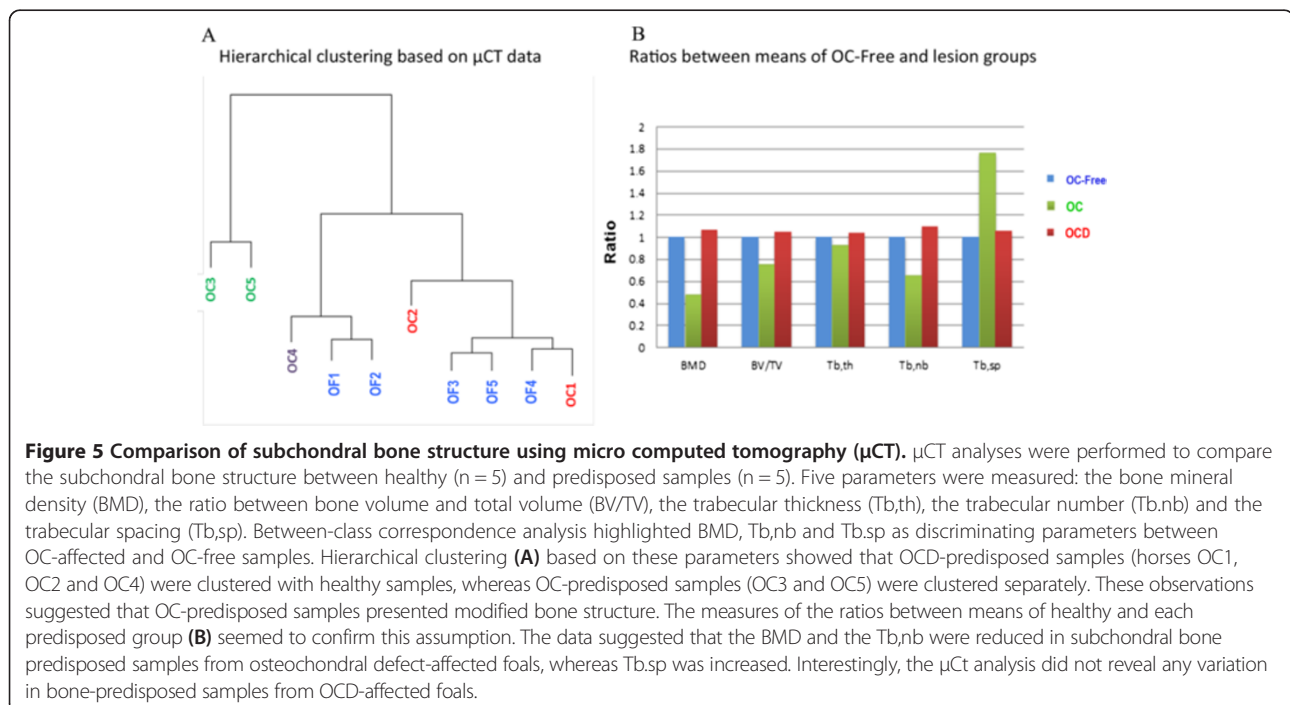 A
Hierarchical clustering based on µCT data
OC3
OC5
OC4
OF1
OF2
OC2
OF3
OF5
OF4
OC1
B
Ratios between means of OC-Free and lesion groups
Ratio
2
1.8
1.6
1.4
1.2
1
0.8
0.6
0.4
0.2
0
BMD
BV/TV
Tb,th
Tb,nb
Tb,sp
OC-Free
OC
OCD
Figure 5 Comparison of subchondral bone structure using micro computed tomography (µCT). µCT analyses were performed to compare
the subchondral bone structure between healthy (n = 5) and predisposed samples (n = 5). Five parameters were measured: the bone mineral
density (BMD), the ratio between bone volume and total volume (BV/TV), the trabecular thickness (Tb,th), the trabecular number (Tb.nb) and the
trabecular spacing (Tb,sp). Between-class correspondence analysis highlighted BMD, Tb,nb and Tb.sp as discriminating parameters between
OC-affected and OC-free samples. Hierarchical clustering (A) based on these parameters showed that OCD-predisposed samples (horses OC1,
OC2 and OC4) were clustered with healthy samples, whereas OC-predisposed samples (OC3 and OC5) were clustered separately. These observations
suggested that OC-predisposed samples presented modified bone structure. The measures of the ratios between means of healthy and each
predisposed group (B) seemed to confirm this assumption. The data suggested that the BMD and the Tb,nb were reduced in subchondral bone
predisposed samples from osteochondral defect-affected foals, whereas Tb.sp was increased. Interestingly, the µCt analysis did not reveal any variation
in bone-predisposed samples from OCD-affected foals.